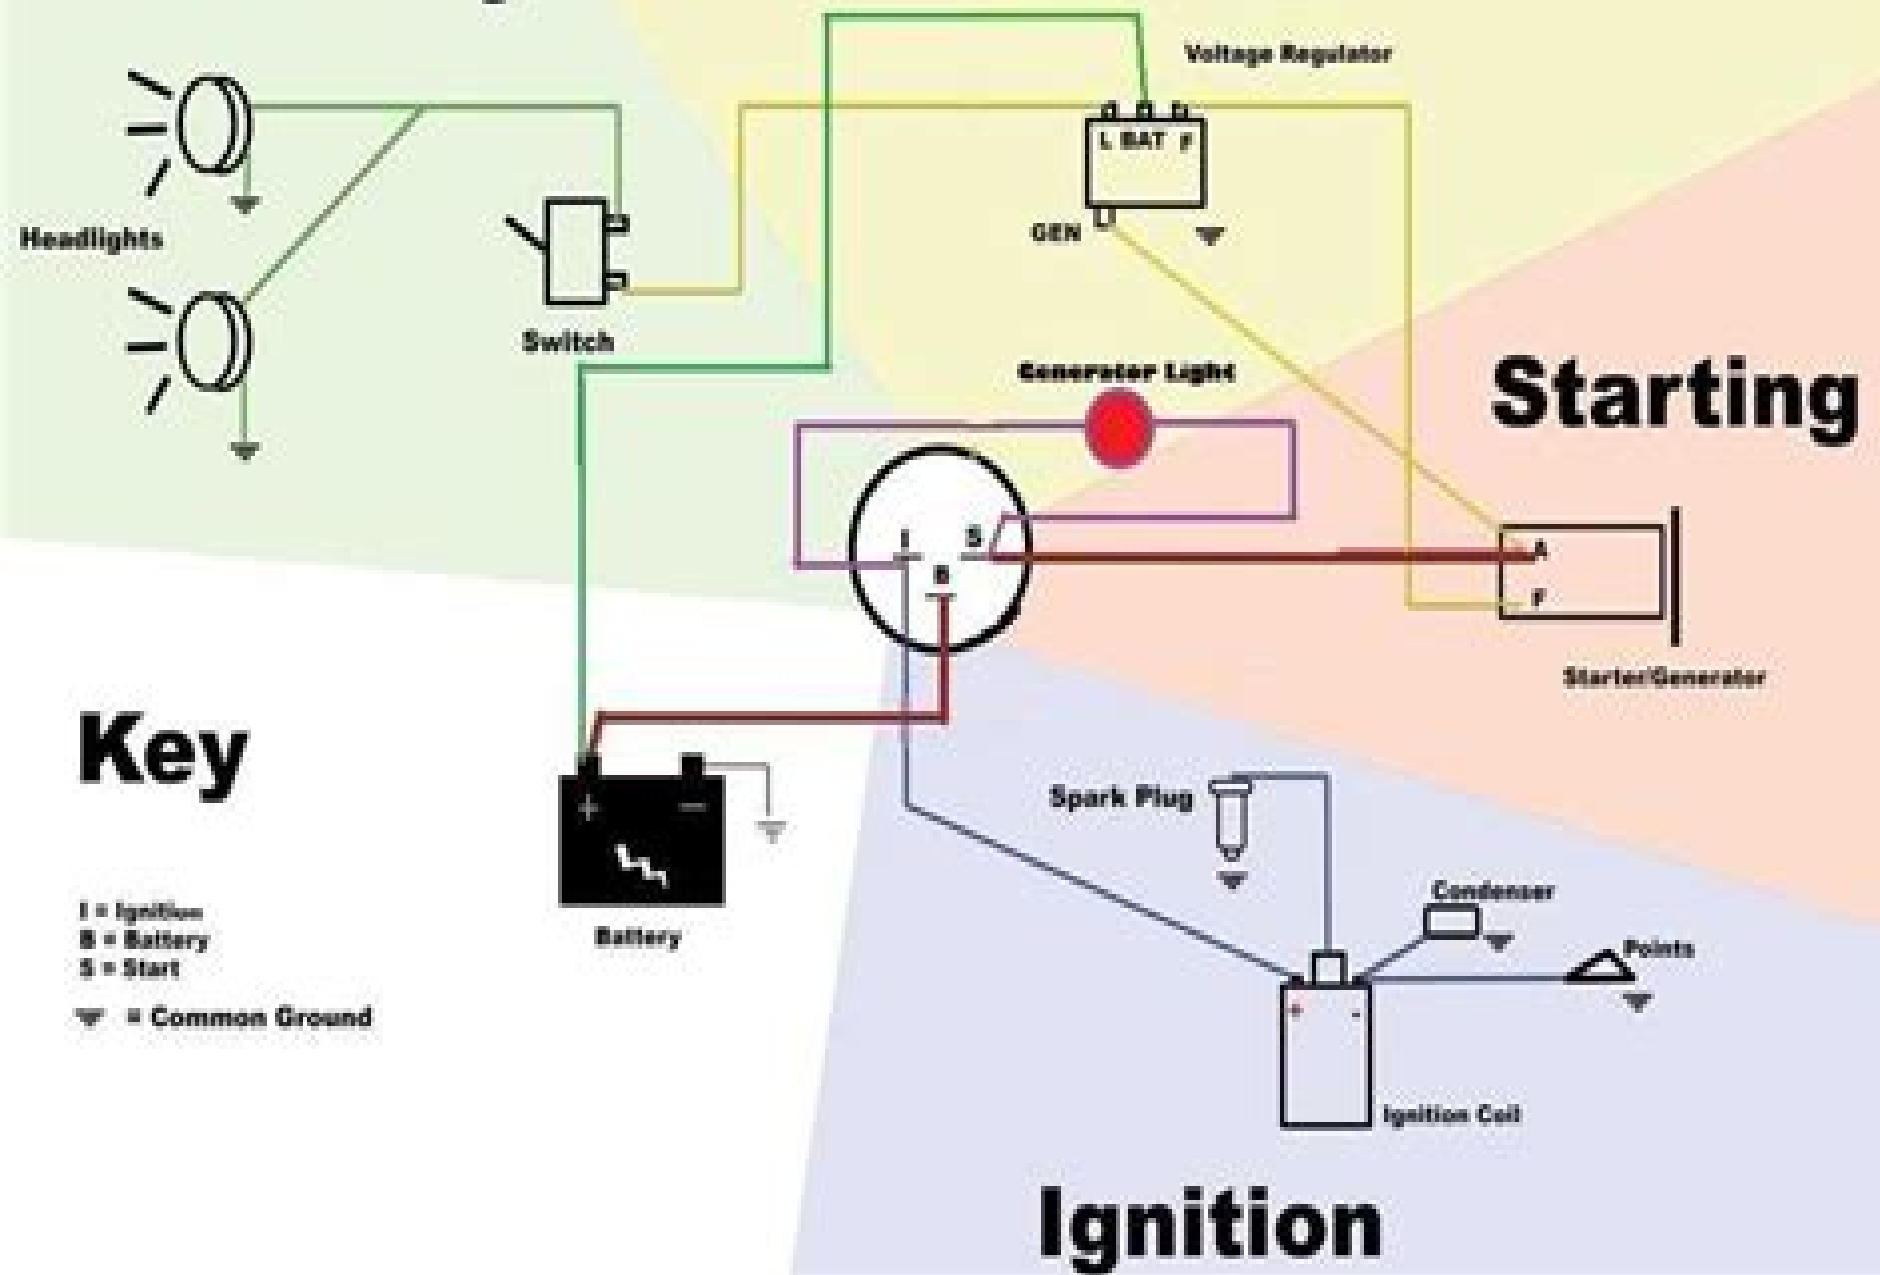 Voltage Regulator
L BAT F
GEN
Headlights
Switch
Generator Light
Starting
I
S
B
A
F
Starter/Generator
Key
Spark Plug
+ −
Condenser
I = Ignition
B = Battery
S = Start
Battery
Points
= Common Ground
+ -
Ignition Coil
Ignition